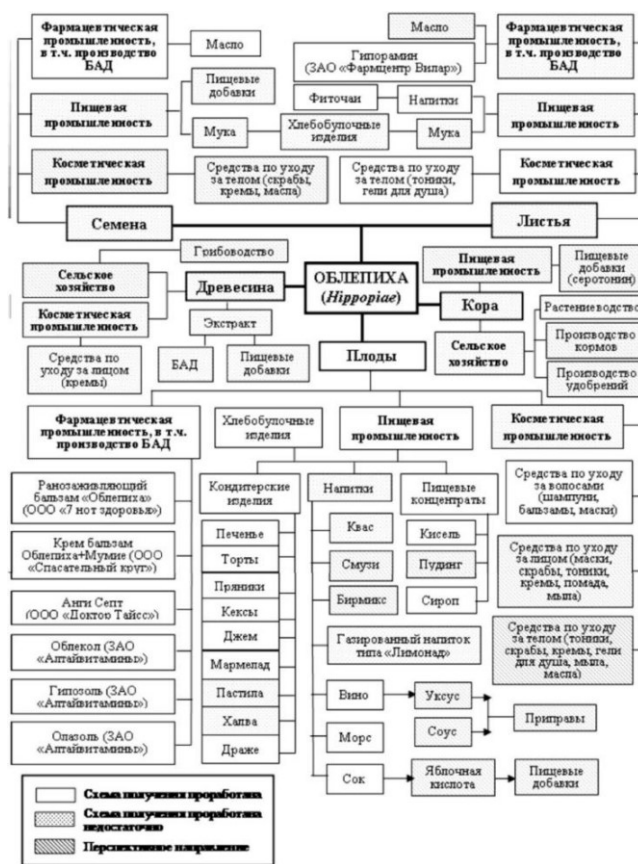 Фармацевтическая
промышленность,
в т.ч. производство
БАД
Масло
Пищевые
добавки
Пищевая
промышленность
Мука
Косметическая
промышленность
Средства по уходу
за телом (скрабы,
кремы, масла)
Семена
Масло
Гипорамин
(ЗАО «Фармцентр Вилар»)
Фармацевтическая
промышленность,
в т.ч. производство
БАД
Фиточаи
Напитки
Хлебобулочные
изделия
Мука
Пищевая
промышленность
Средства по уходу
за телом (тоники,
гели для душа)
Косметическая
промышленность
Листья
Грибоводство
Сельское
хозяйство
Древесина
Косметическая
промышленность
Экстракт
Средства по
уходу за лицом
(кремы)
БАД
Пищевые
добавки
ОБЛЕПИХА
(Hippopiae)
Пищевая
промышленность
Пищевые
добавки
(серотонин)
Кора
Растениеводство
Сельское
хозяйство
Производство
кормов
Производство
удобрений
Плоды
Фармацевтическая
промышленность, в т.ч.
производство БАД
Ранозаживляющий
бальзам «Облепиха»
(ООО «7 нот здоровья»)
Крем бальзам
Облепиха+Мумие (ООО
«Спасательный круг»)
Анги Септ
(ООО «Доктор Тайсс»)
Облекол (ЗАО
«Алтайвитамины»)
Гипозоль (ЗАО
«Алтайвитамины»)
Олазоль (ЗАО
«Алтайвитамины»)
Хлебобулочные
изделия
Пищевая
промышленность
Кондитерские
изделия
Печенье
Торты
Пряники
Кексы
Джем
Мармелад
Пастила
Халва
Драже
Напитки
Квас
Смузи
Бирмикс
Пищевые
концентраты
Кисель
Пудинг
Сироп
Газированный напиток
типа «Лимонад»
Вино
Уксус
Соус
Приправы
Морс
Сок
Яблочная
кислота
Пищевые
добавки
Косметическая
промышленность
Средства по уходу
за волосами
(шампуни,
бальзамы, маски)
Средства по уходу
за лицом (маски,
скрабы, тоники,
кремы, помада,
мыла)
Средства по уходу
за телом (тоники,
скрабы, кремы, гели
для душа, мыла,
масла)
Схема получения проработана
Схема получения проработана
недостаточно
Перспективное направление